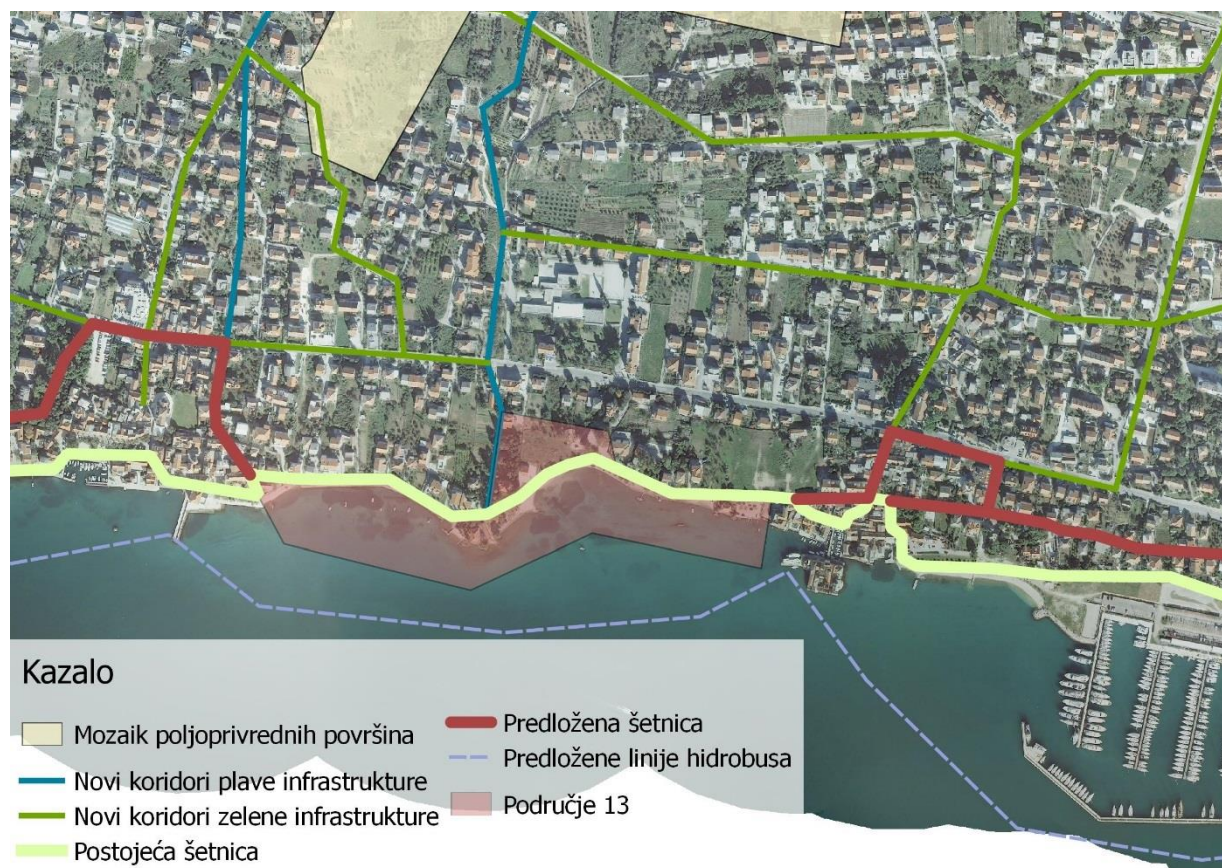 Kazalo
Mozaik poljoprivrednih površina
Novi koridori plave infrastrukture
Novi koridori zelene infrastrukture
Postojeća šetnica
Predložena šetnica
Predložene linije hidrobusa
Područje 13